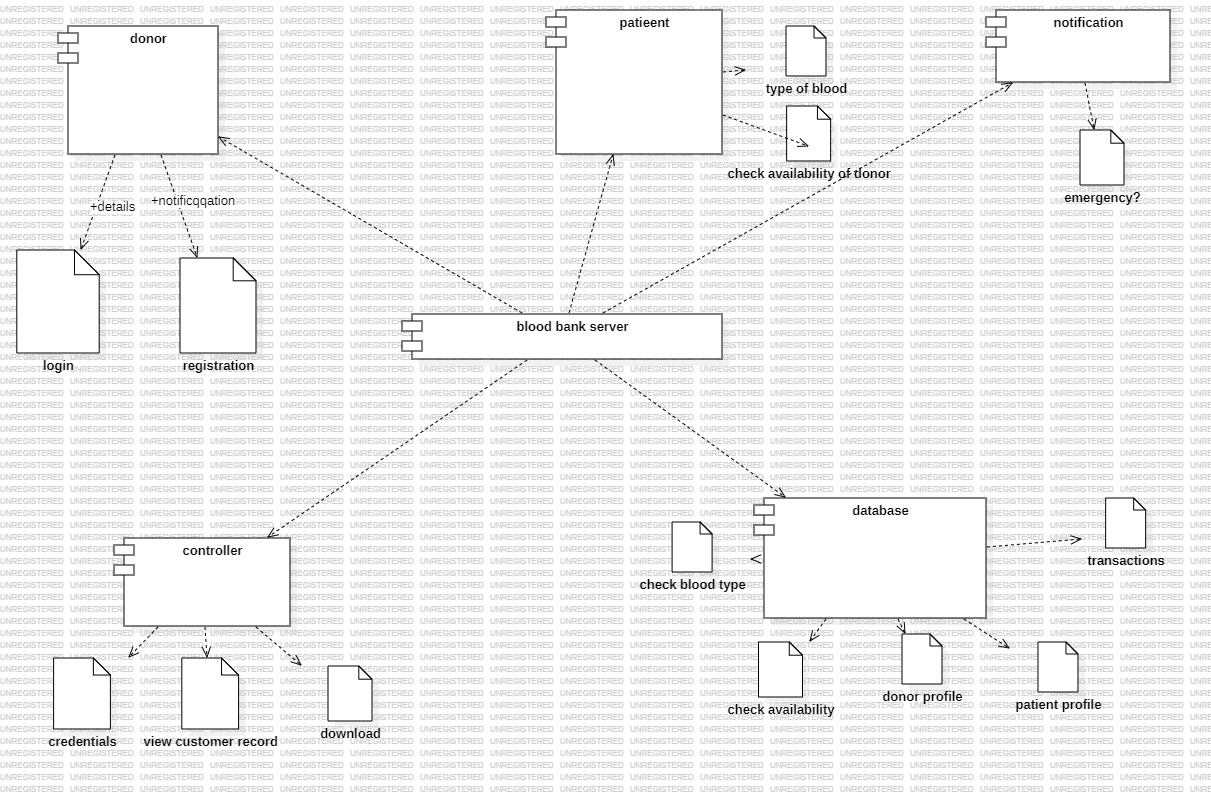 donor
patieent
notification
type of blood
check availability of donor
emergency?
+details
+notificqqation
login
registration
blood bank server
controller
database
check blood type
transactions
credentials
view customer record
download
check availability
donor profile
patient profile
UNREGISTERED